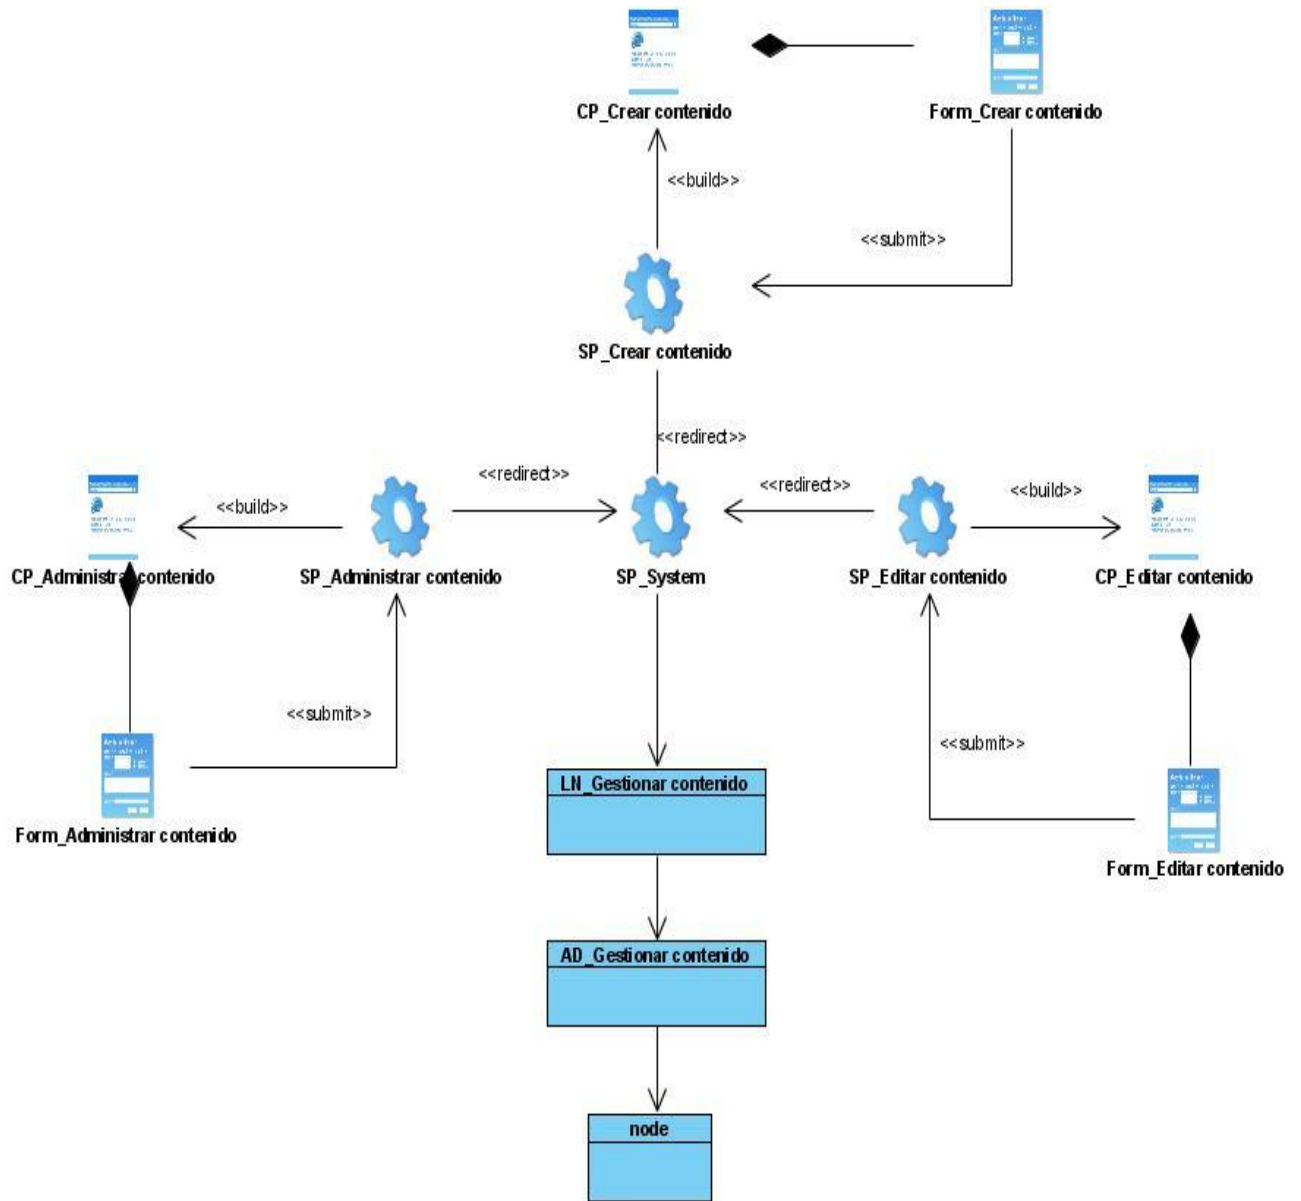 CP_Crear contenido
Form_Crear contenido
<<build>>
<<submit>>
SP_Crear contenido
<<redirect>>
<<redirect>>
<<redirect>>
<<build>>
<<build>>
CP_Administrar contenido
SP_Administrar contenido
SP_System
SP_Editar contenido
CP_Editar contenido
<<submit>>
<<submit>>
LN_Gestionar contenido
Form_Administrar contenido
Form_Editar contenido
AD_Gestionar contenido
node